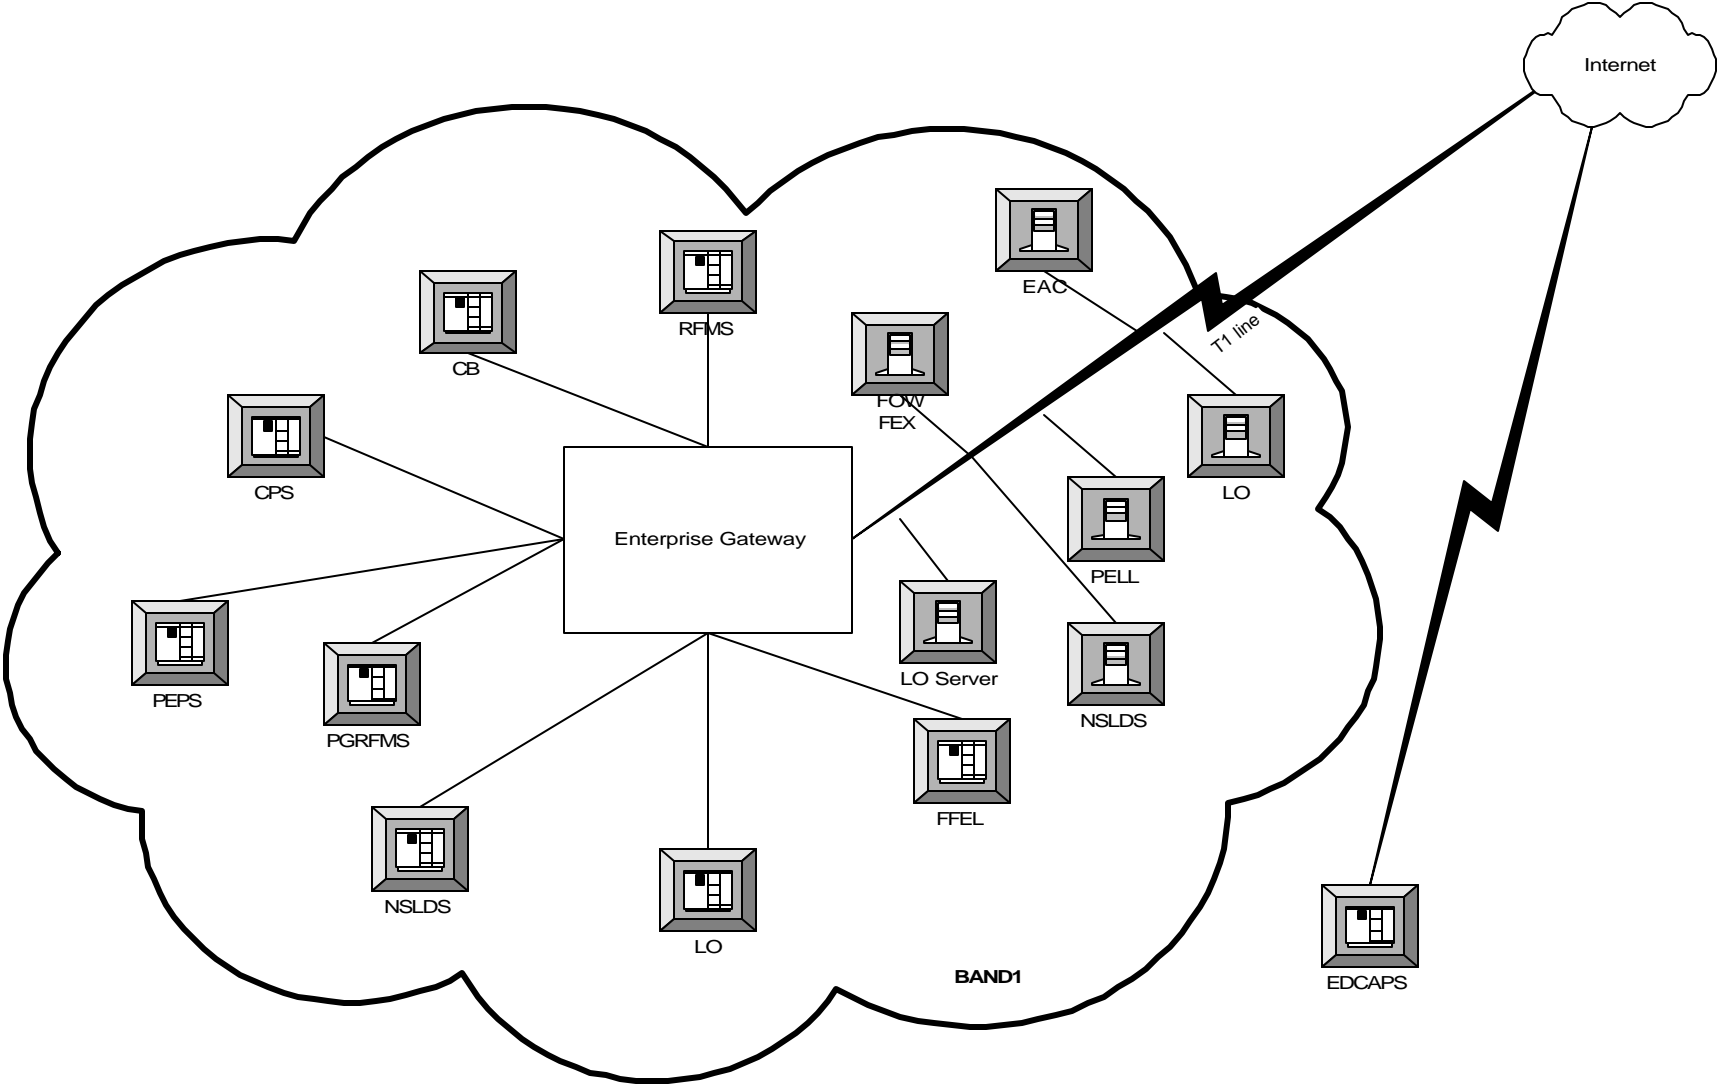 Internet
EAC
RFMS
T1 line
CB
FOW
FEX
CPS
LO
Enterprise Gateway
PELL
LO Server
PEPS
NSLDS
PGRFMS
FFEL
NSLDS
LO
BAND1
EDCAPS